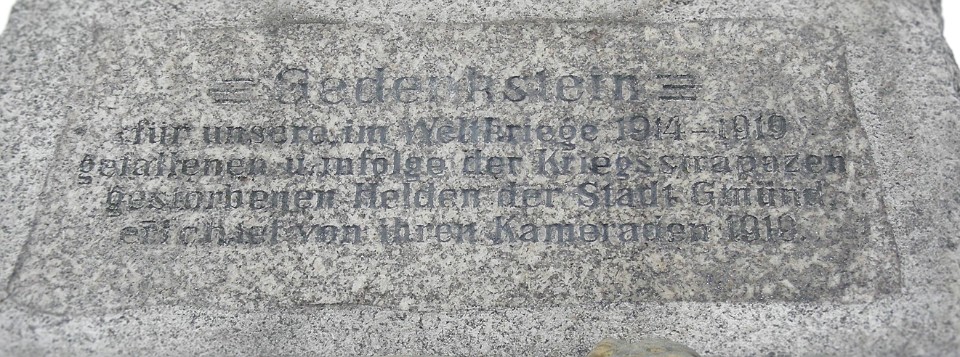 = Gedenkstein =
für unsere im Weltkriege 1914-1919
gefallenen u. infolge der Kriegsstrapazen
gestorbenen Helden der Stadt Gmünd.
errichtet von ihren Kameraden 1919.